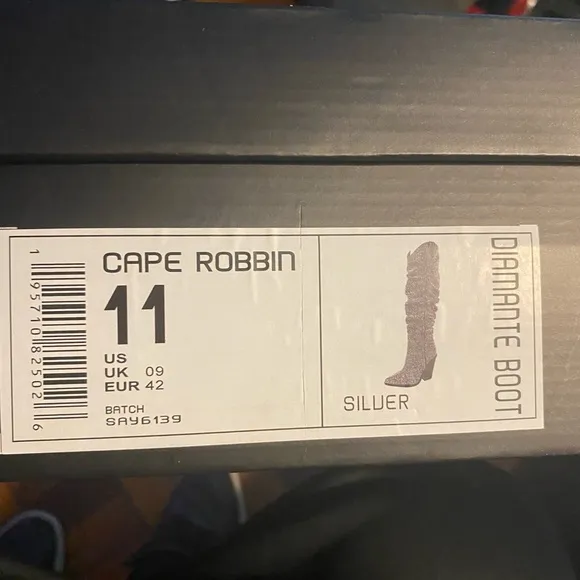 1 95710 82502 6
CAPE ROBBIN
11
US
UK 09
EUR 42
BATCH
SAY6139
SILVER
DIAMANTE BOOT